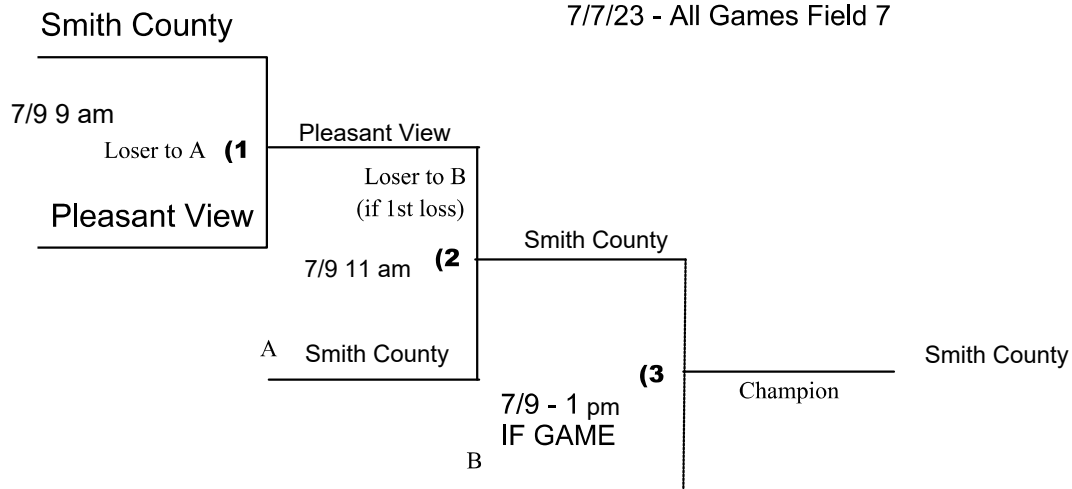 7/7/23 - All Games Field 7
Smith County
7/9 9 am
Loser to A (1
Pleasant View
Pleasant View
Loser to B
(if 1st loss)
7/9 11 am (2
A Smith County
Smith County
(3
7/9 - 1 pm
IF GAME
B
Champion
Smith County